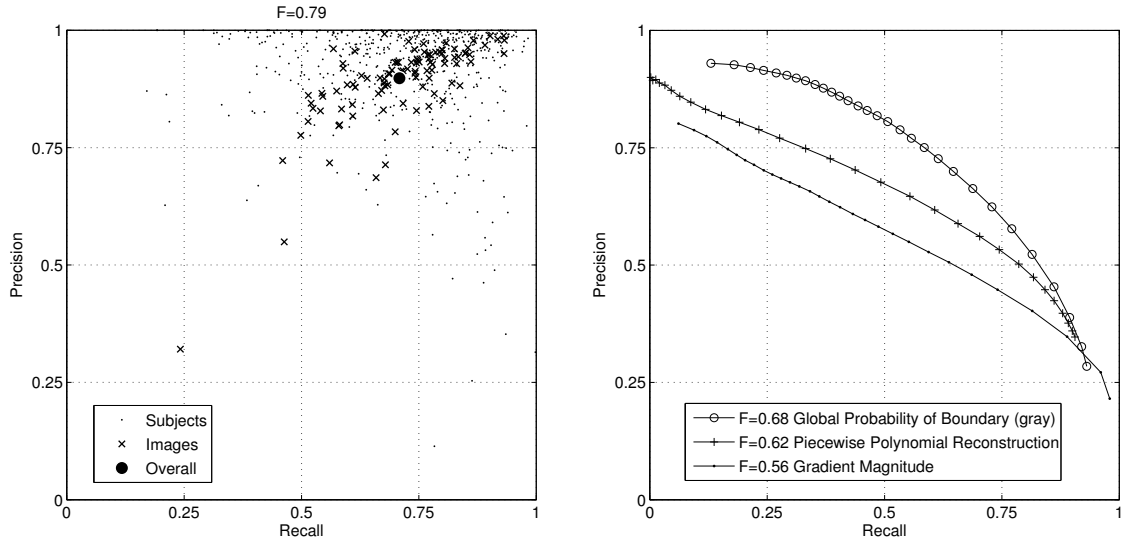 F=0.79
1
0.75
0.5
0.25
0
Precision
0
0.25
0.5
0.75
1
Recall
Subjects
Images
Overall
1
0.75
0.5
0.25
0
Precision
0
0.25
0.5
0.75
1
Recall
F=0.68 Global Probability of Boundary (gray)
F=0.62 Piecewise Polynomial Reconstruction
F=0.56 Gradient Magnitude